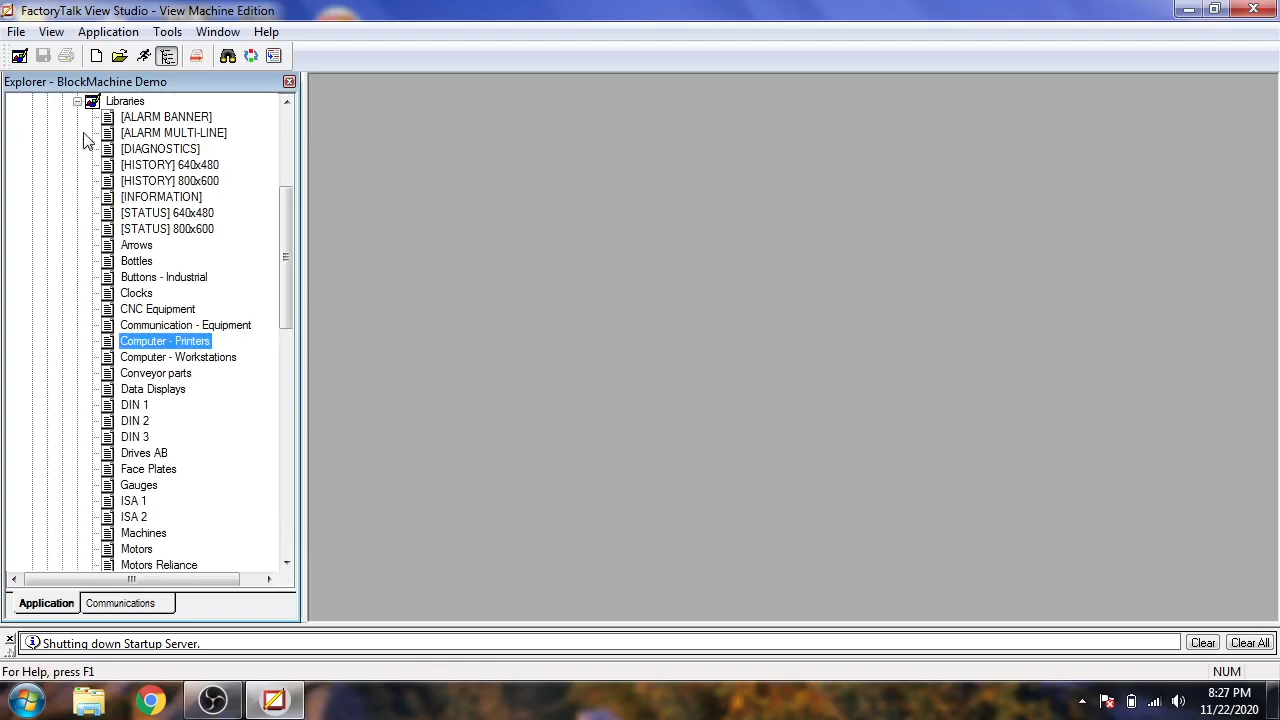 FactoryTalk View Studio - View Machine Edition
File View Application Tools Window Help
Explorer - BlockMachine Demo
Libraries
[ALARM BANNER]
[ALARM MULTI-LINE]
[DIAGNOSTICS]
[HISTORY] 640x480
[HISTORY] 800x600
[INFORMATION]
[STATUS] 640x480
[STATUS] 800x600
Arrows
Bottles
Buttons - Industrial
Clocks
CNC Equipment
Communication - Equipment
Computer - Printers
Computer - Workstations
Conveyor parts
Data Displays
DIN 1
DIN 2
DIN 3
Drives AB
Face Plates
Gauges
ISA 1
ISA 2
Machines
Motors
Motors Reliance
Application Communications
Shutting down Startup Server.
Clear Clear All
For Help, press F1
NUM
8:27 PM
11/22/2020